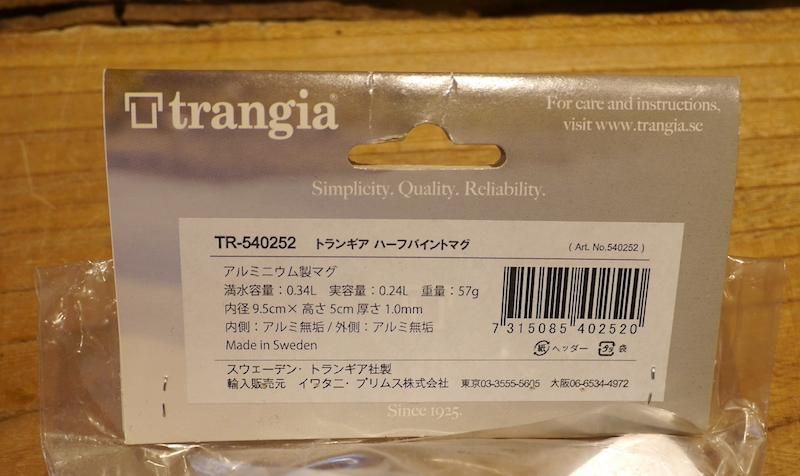 trangia®
For care and instructions,
visit www.trangia.se
Simplicity. Quality. Reliability.
TR-540252 トランギア ハーフパイントマグ (Art. No.540252)
アルミニウム製マグ
満水容量：0.34L 実容量：0.24L 重量：57g
内径 9.5cm× 高さ 5cm 厚さ 1.0mm
内側：アルミ無垢 / 外側：アルミ無垢
Made in Sweden
7 315085 402520
紙 ヘッダー プラ 袋
スウェーデン・トランギア社製
輸入販売元 イワタニ・プリムス株式会社 東京03-3555-5605 大阪06-6534-4972
Since 1925.